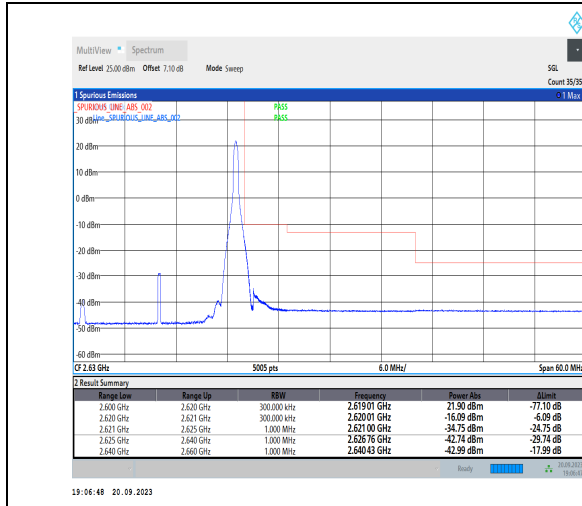 MultiView Spectrum
Ref Level 25.00 dBm Offset 7.10 dB Mode Sweep SGL
Count 35/35
1 Spurious Emissions 1 Max
_SPURIOUS_LINE_ABS_002 PASS
Line _SPURIOUS_LINE_ABS_002 PASS
30 dBm
20 dBm
10 dBm
0 dBm
-10 dBm
-20 dBm
-30 dBm
-40 dBm
-50 dBm
-60 dBm
CF 2.63 GHz 5005 pts 6.0 MHz/ Span 60.0 MHz
2 Result Summary
Range Low Range Up RBW Frequency Power Abs ΔLimit
2.600 GHz 2.620 GHz 300.000 kHz 2.61901 GHz 21.90 dBm -77.10 dB
2.620 GHz 2.621 GHz 300.000 kHz 2.62001 GHz -16.09 dBm -6.09 dB
2.621 GHz 2.625 GHz 1.000 MHz 2.62100 GHz -34.75 dBm -24.75 dB
2.625 GHz 2.640 GHz 1.000 MHz 2.62676 GHz -42.74 dBm -29.74 dB
2.640 GHz 2.660 GHz 1.000 MHz 2.64043 GHz -42.99 dBm -17.99 dB
Ready 20.09.2023
19:06:48 20.09.2023